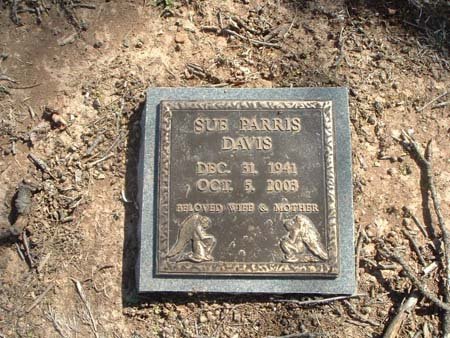 SUE PARRIS
DAVIS
DEC. 31, 1941
OCT. 5, 2003
BELOVED WIFE & MOTHER